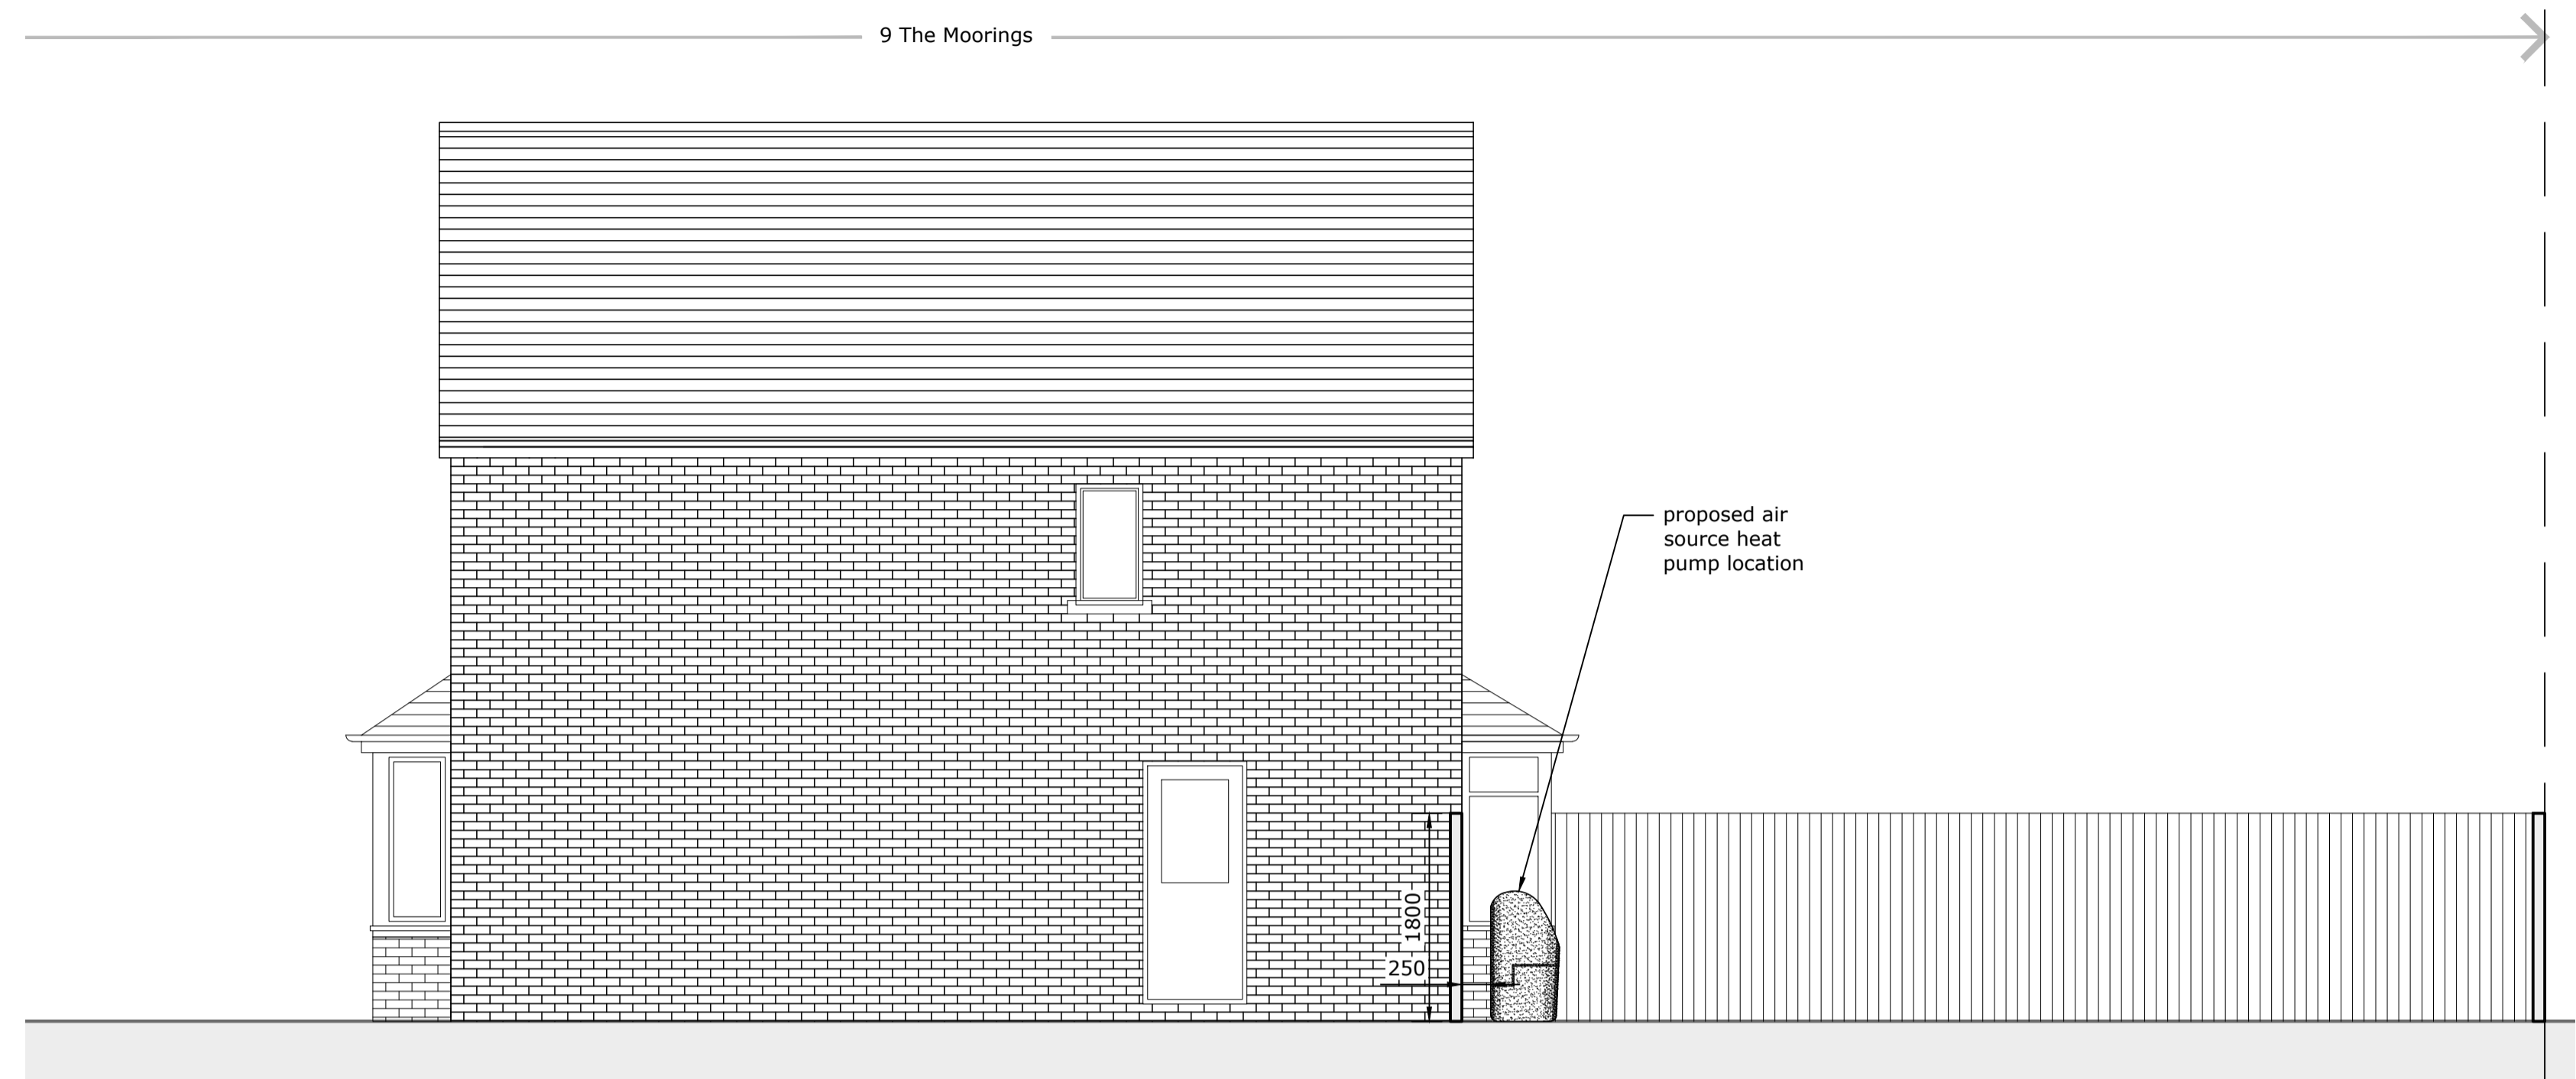 9 The Moorings
proposed air
source heat
pump location
1800
250